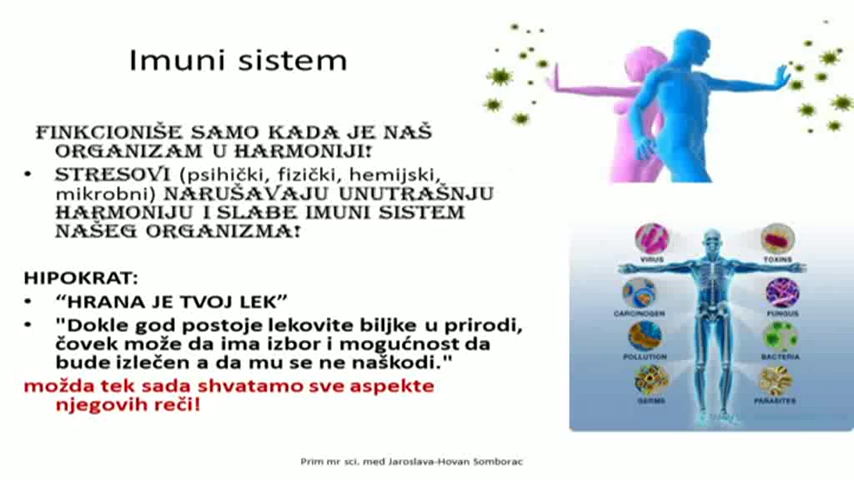 Imuni sistem
FINKCIONIŠE SAMO KADA JE NAŠ
ORGANIZAM U HARMONIJI!
• STRESOVI (psihički, fizički, hemijski,
mikrobni) NARUŠAVAJU UNUTRAŠNJU
HARMONIJU I SLABE IMUNI SISTEM
NAŠEG ORGANIZMA!
HIPOKRAT:
• “HRANA JE TVOJ LEK”
• "Dokle god postoje lekovite biljke u prirodi,
čovek može da ima izbor i mogućnost da
bude izlečen a da mu se ne naškodi."
možda tek sada shvatamo sve aspekte
njegovih reči!
VIRUS
TOXINS
CARCINOGEN
FUNGUS
POLLUTION
BACTERIA
GERMS
PARASITES
Prim mr sci. med Jaroslava-Hovan Somborac